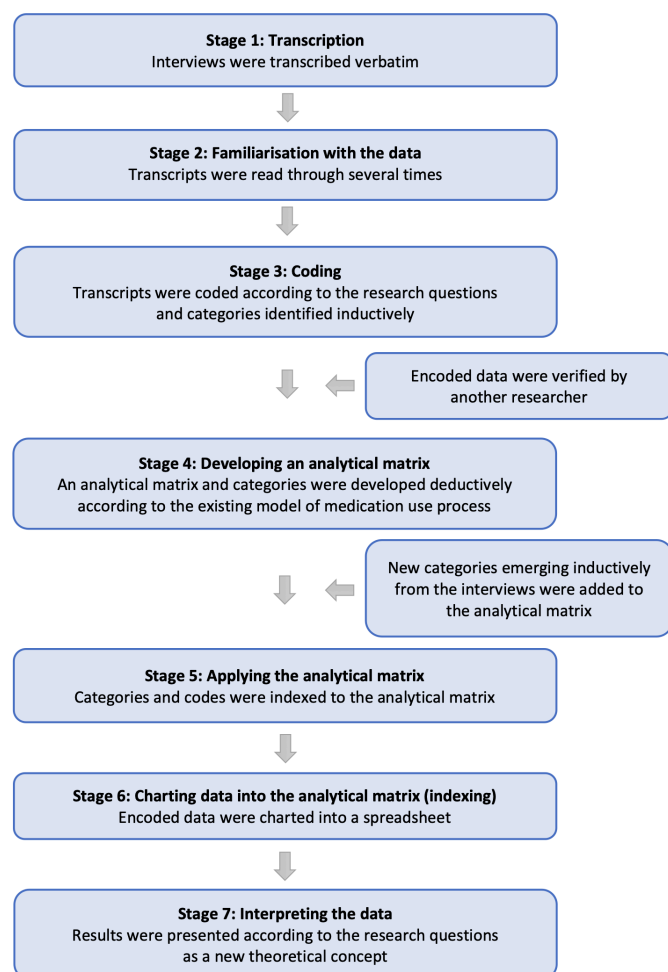 Stage 1: Transcription
Interviews were transcribed verbatim
Stage 2: Familiarisation with the data
Transcripts were read through several times
Stage 3: Coding
Transcripts were coded according to the research questions
and categories identified inductively
Encoded data were verified by
another researcher
Stage 4: Developing an analytical matrix
An analytical matrix and categories were developed deductively
according to the existing model of medication use process
New categories emerging inductively
from the interviews were added to
the analytical matrix
Stage 5: Applying the analytical matrix
Categories and codes were indexed to the analytical matrix
Stage 6: Charting data into the analytical matrix (indexing)
Encoded data were charted into a spreadsheet
Stage 7: Interpreting the data
Results were presented according to the research questions
as a new theoretical concept